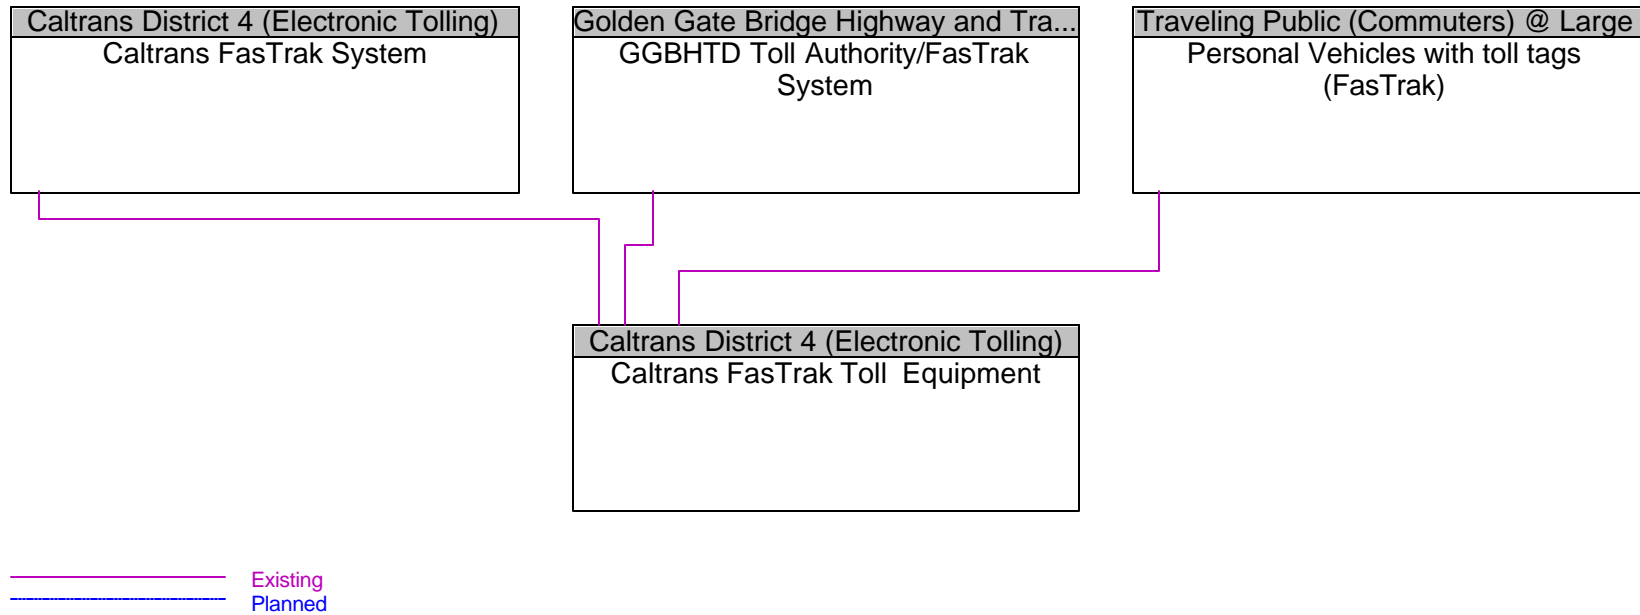 Caltrans District 4 (Electronic Tolling)
Caltrans FasTrak System
Golden Gate Bridge Highway and Tra...
GGBHTD Toll Authority/FasTrak
System
Traveling Public (Commuters) @ Large
Personal Vehicles with toll tags
(FasTrak)
Caltrans District 4 (Electronic Tolling)
Caltrans FasTrak Toll  Equipment
Existing
Planned